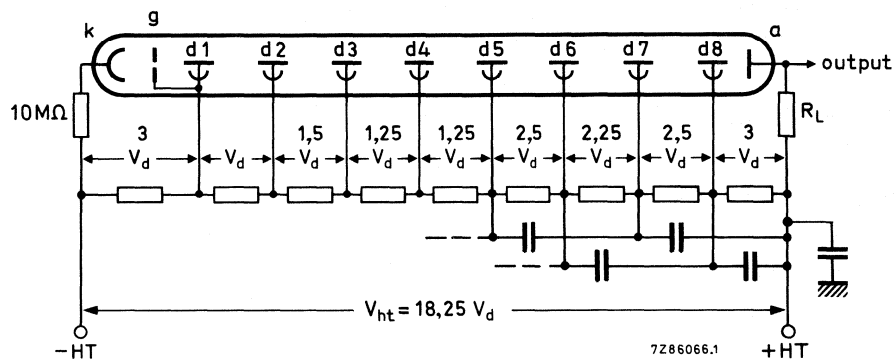 k g d1 d2 d3 d4 d5 d6 d7 d8 a
output
10MΩ
R_L
3 1,5 1,25 1,25 2,5 2,25 2,5 3
V_d V_d V_d V_d V_d V_d V_d V_d V_d
V_ht = 18,25 V_d
-HT
7Z86066.1
+HT